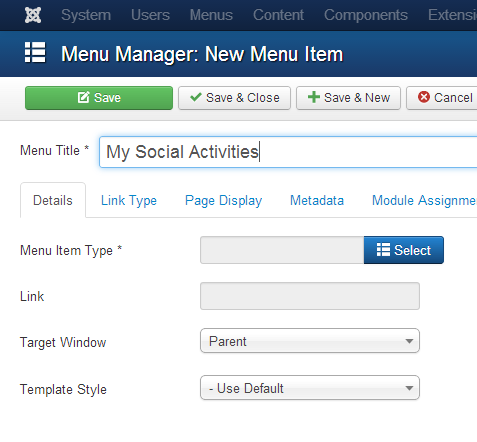 System Users Menus Content Components Extensi
Menu Manager: New Menu Item
Save Save & Close Save & New Cancel
Menu Title * My Social Activities
Details Link Type Page Display Metadata Module Assignme
Menu Item Type * Select
Link
Target Window Parent
Template Style - Use Default